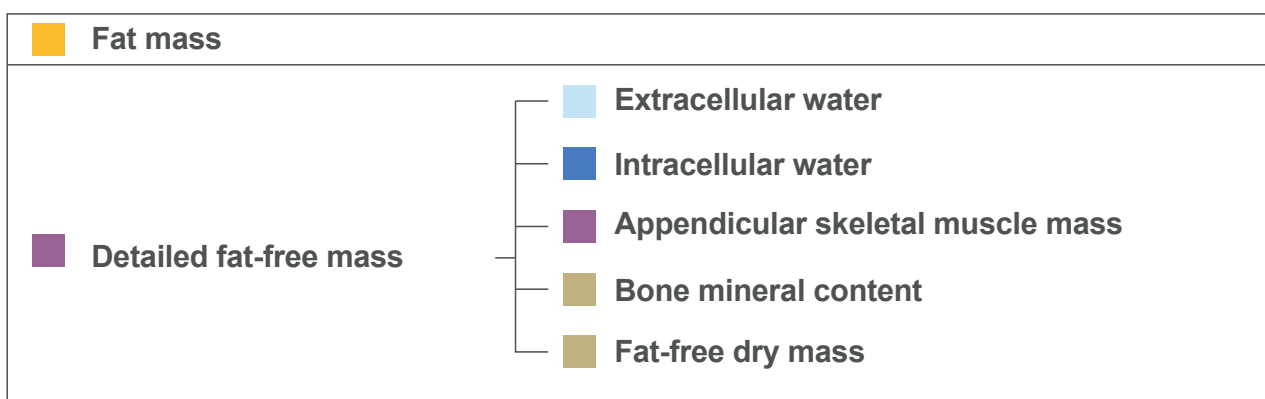 Fat mass
Extracellular water
Intracellular water
Appendicular skeletal muscle mass
Detailed fat-free mass
Bone mineral content
Fat-free dry mass